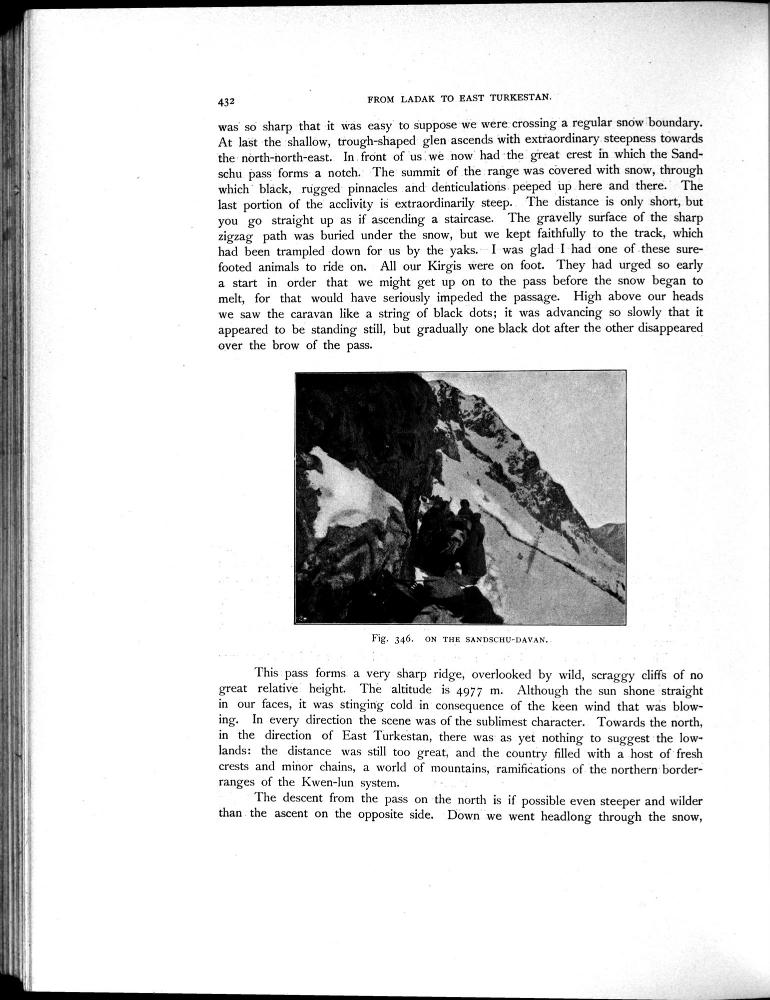 432
FROM LADAK TO EAST TURKESTAN.
was so sharp that it was easy to suppose we were crossing a regular snow boundary.
At last the shallow, trough-shaped glen ascends with extraordinary steepness towards
the north-north-east. In front of us we now had the great crest in which the Sand-
schu pass forms a notch. The summit of the range was covered with snow, through
which black, rugged pinnacles and denticulations peeped up here and there. The
last portion of the acclivity is extraordinarily steep. The distance is only short, but
you go straight up as if ascending a staircase. The gravelly surface of the sharp
zigzag path was buried under the snow, but we kept faithfully to the track, which
had been trampled down for us by the yaks. I was glad I had one of these sure-
footed animals to ride on. All our Kirgis were on foot. They had urged so early
a start in order that we might get up on to the pass before the snow began to
melt, for that would have seriously impeded the passage. High above our heads
we saw the caravan like a string of black dots; it was advancing so slowly that it
appeared to be standing still, but gradually one black dot after the other disappeared
over the brow of the pass.
Fig. 346. ON THE SANDSCHU-DAVAN.
This pass forms a very sharp ridge, overlooked by wild, scraggy cliffs of no
great relative height. The altitude is 4977 m. Although the sun shone straight
in our faces, it was stinging cold in consequence of the keen wind that was blow-
ing. In every direction the scene was of the sublimest character. Towards the north,
in the direction of East Turkestan, there was as yet nothing to suggest the low-
lands: the distance was still too great, and the country filled with a host of fresh
crests and minor chains, a world of mountains, ramifications of the northern border-
ranges of the Kwen-lun system.
The descent from the pass on the north is if possible even steeper and wilder
than the ascent on the opposite side. Down we went headlong through the snow,